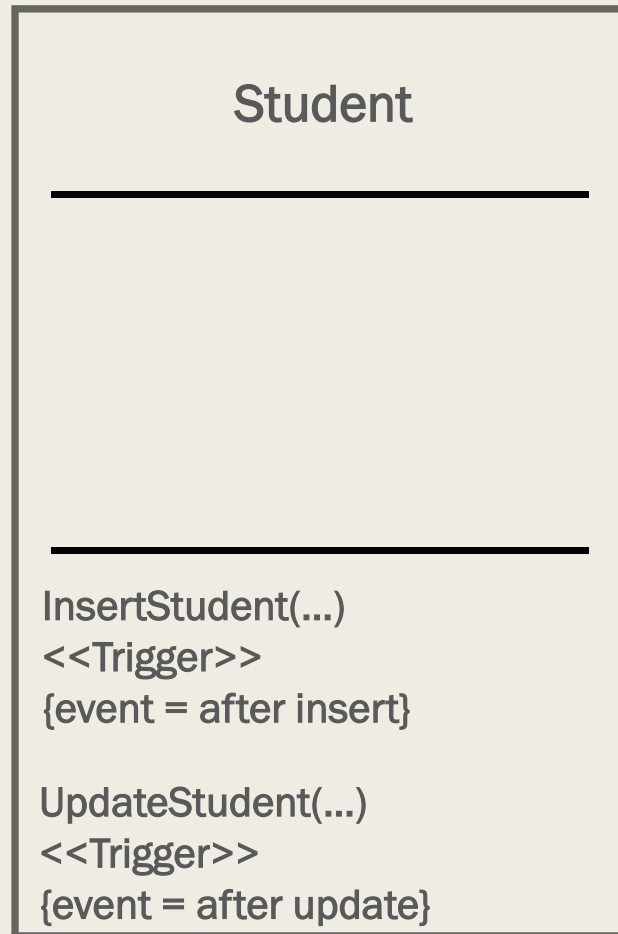 Student
InsertStudent(...)
<<Trigger>>
{event = after insert}
UpdateStudent(...)
<<Trigger>>
{event = after update}